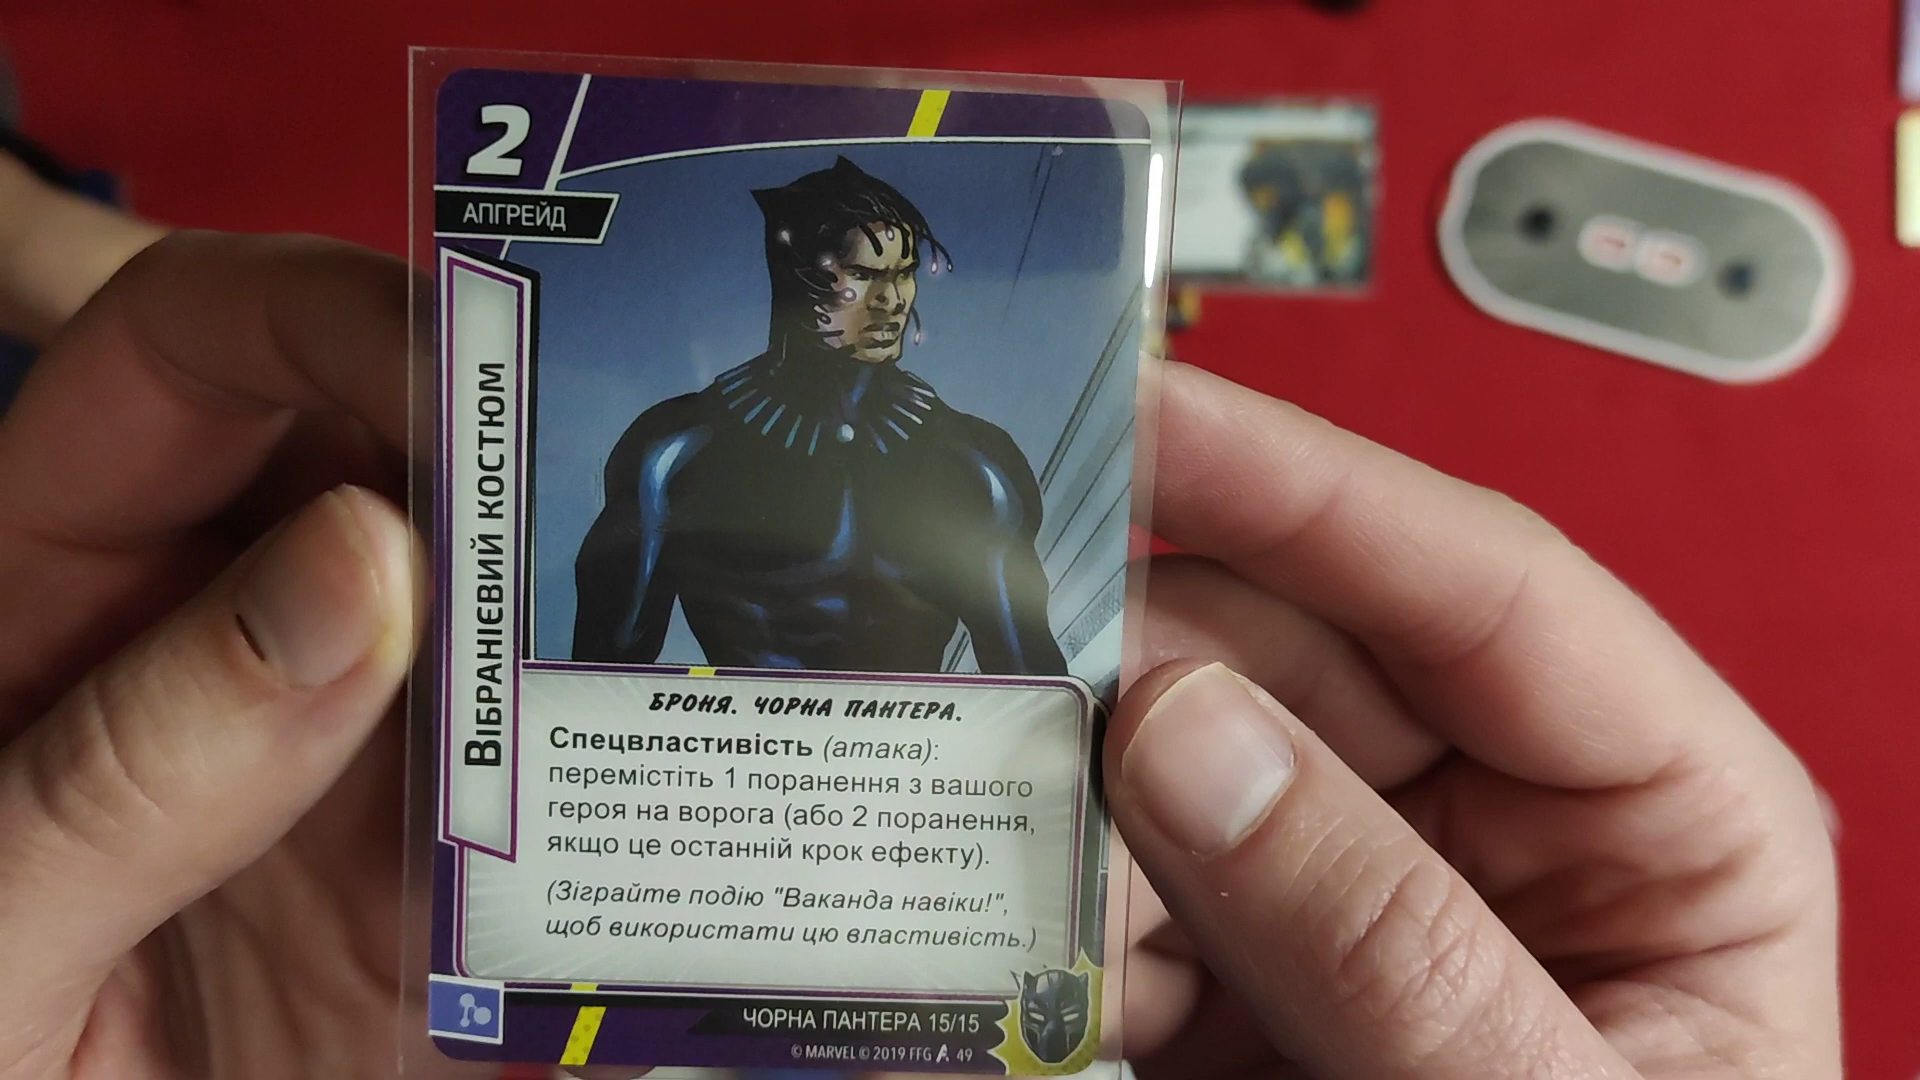 2
АПГРЕЙД
ВІБРАНІЄВИЙ КОСТЮМ
БРОНЯ. ЧОРНА ПАНТЕРА.
Спецвластивість (атака):
перемістіть 1 поранення з вашого
героя на ворога (або 2 поранення,
якщо це останній крок ефекту).
(Зіграйте подію "Ваканда навіки!",
щоб використати цю властивість.)
ЧОРНА ПАНТЕРА 15/15
© MARVEL © 2019 FFG 49